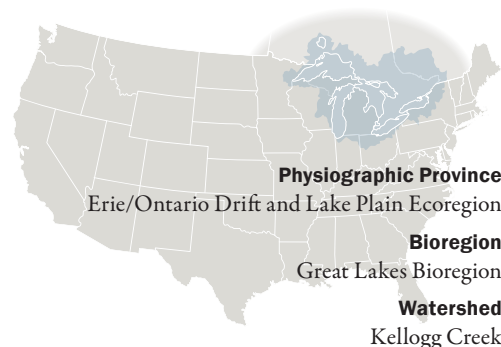 Physiographic Province
Erie/Ontario Drift and Lake Plain Ecoregion
Bioregion
Great Lakes Bioregion
Watershed
Kellogg Creek